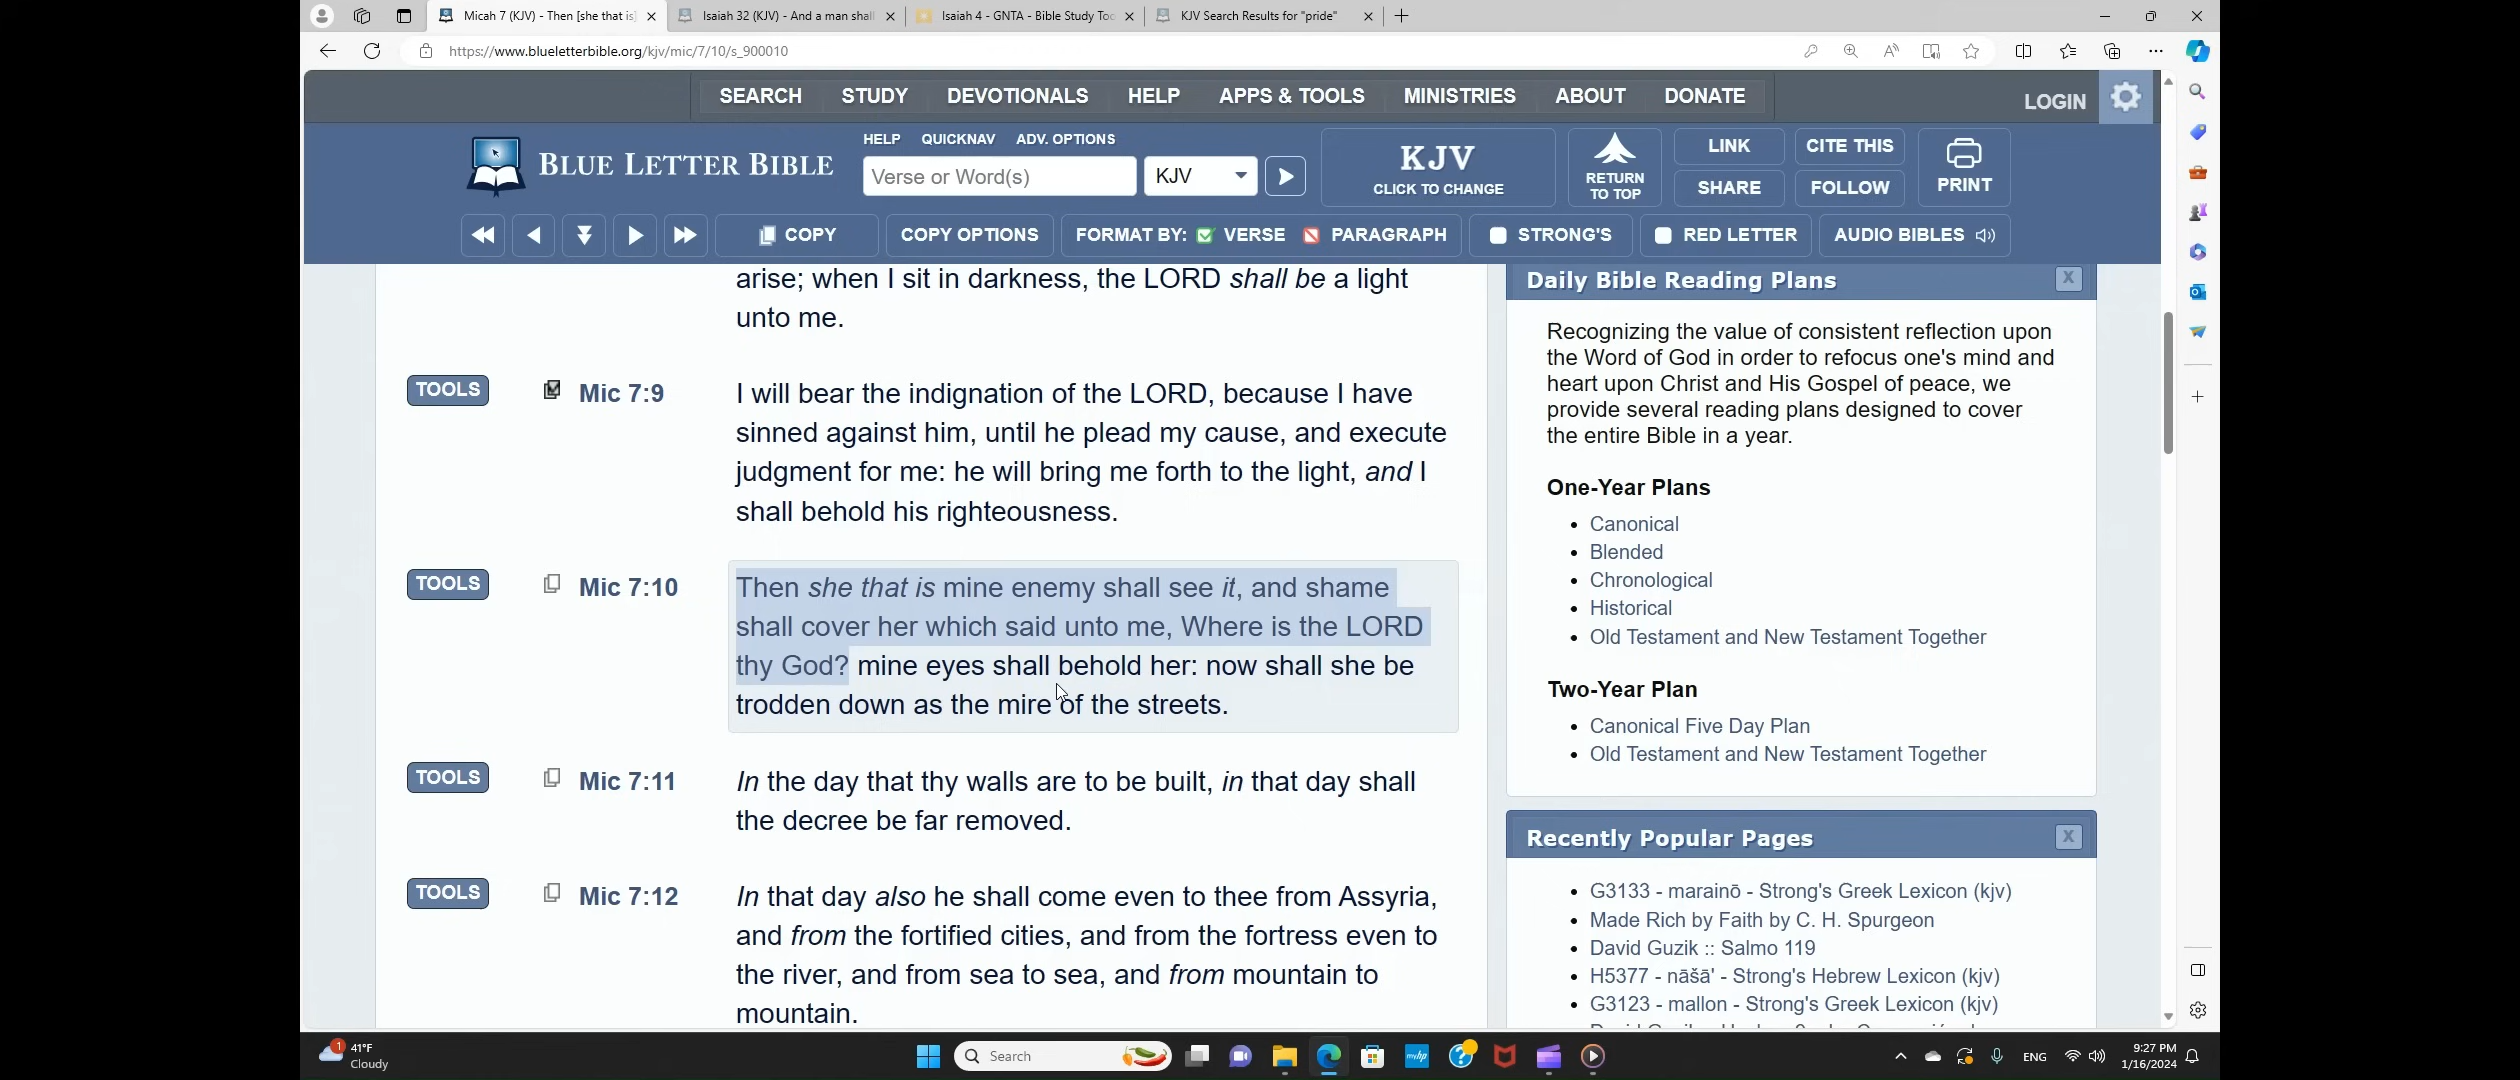 Micah 7 (KJV) - Then [she that is]
Isaiah 32 (KJV) - And a man shall
Isaiah 4 - GNTA - Bible Study Too
KJV Search Results for "pride"
https://www.blueletterbible.org/kjv/mic/7/10/s_900010
SEARCH STUDY DEVOTIONALS HELP APPS & TOOLS MINISTRIES ABOUT DONATE LOGIN
BLUE LETTER BIBLE
HELP QUICKNAV ADV. OPTIONS
Verse or Word(s)
KJV
KJV
CLICK TO CHANGE
RETURN
TO TOP
LINK
SHARE
CITE THIS
FOLLOW
PRINT
COPY COPY OPTIONS FORMAT BY: VERSE PARAGRAPH STRONG'S RED LETTER AUDIO BIBLES
arise; when I sit in darkness, the LORD shall be a light
unto me.
TOOLS Mic 7:9 I will bear the indignation of the LORD, because I have
sinned against him, until he plead my cause, and execute
judgment for me: he will bring me forth to the light, and I
shall behold his righteousness.
TOOLS Mic 7:10 Then she that is mine enemy shall see it, and shame
shall cover her which said unto me, Where is the LORD
thy God? mine eyes shall behold her: now shall she be
trodden down as the mire of the streets.
TOOLS Mic 7:11 In the day that thy walls are to be built, in that day shall
the decree be far removed.
TOOLS Mic 7:12 In that day also he shall come even to thee from Assyria,
and from the fortified cities, and from the fortress even to
the river, and from sea to sea, and from mountain to
mountain.
Daily Bible Reading Plans X
Recognizing the value of consistent reflection upon
the Word of God in order to refocus one's mind and
heart upon Christ and His Gospel of peace, we
provide several reading plans designed to cover
the entire Bible in a year.
One-Year Plans
• Canonical
• Blended
• Chronological
• Historical
• Old Testament and New Testament Together
Two-Year Plan
• Canonical Five Day Plan
• Old Testament and New Testament Together
Recently Popular Pages X
• G3133 - marainō - Strong's Greek Lexicon (kjv)
• Made Rich by Faith by C. H. Spurgeon
• David Guzik :: Salmo 119
• H5377 - nāšā' - Strong's Hebrew Lexicon (kjv)
• G3123 - mallon - Strong's Greek Lexicon (kjv)
1
41°F
Cloudy
Search
myhp
ENG
9:27 PM
1/16/2024